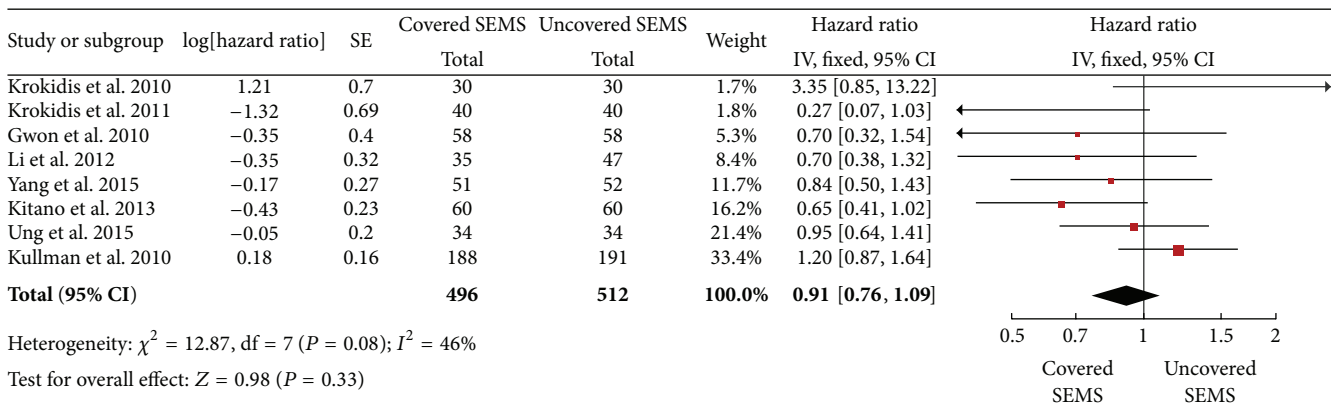 Study or subgroup log[hazard ratio] SE Covered SEMS Uncovered SEMS Weight Hazard ratio Hazard ratio
Total Total IV, fixed, 95% CI IV, fixed, 95% CI
Krokidis et al. 2010 1.21 0.7 30 30 1.7% 3.35 [0.85, 13.22]
Krokidis et al. 2011 −1.32 0.69 40 40 1.8% 0.27 [0.07, 1.03]
Gwon et al. 2010 −0.35 0.4 58 58 5.3% 0.70 [0.32, 1.54]
Li et al. 2012 −0.35 0.32 35 47 8.4% 0.70 [0.38, 1.32]
Yang et al. 2015 −0.17 0.27 51 52 11.7% 0.84 [0.50, 1.43]
Kitano et al. 2013 −0.43 0.23 60 60 16.2% 0.65 [0.41, 1.02]
Ung et al. 2015 −0.05 0.2 34 34 21.4% 0.95 [0.64, 1.41]
Kullman et al. 2010 0.18 0.16 188 191 33.4% 1.20 [0.87, 1.64]
Total (95% CI) 496 512 100.0% 0.91 [0.76, 1.09]
Heterogeneity: χ² = 12.87, df = 7 (P = 0.08); I² = 46%
Test for overall effect: Z = 0.98 (P = 0.33)
0.5 0.7 1 1.5 2
Covered Uncovered
SEMS SEMS